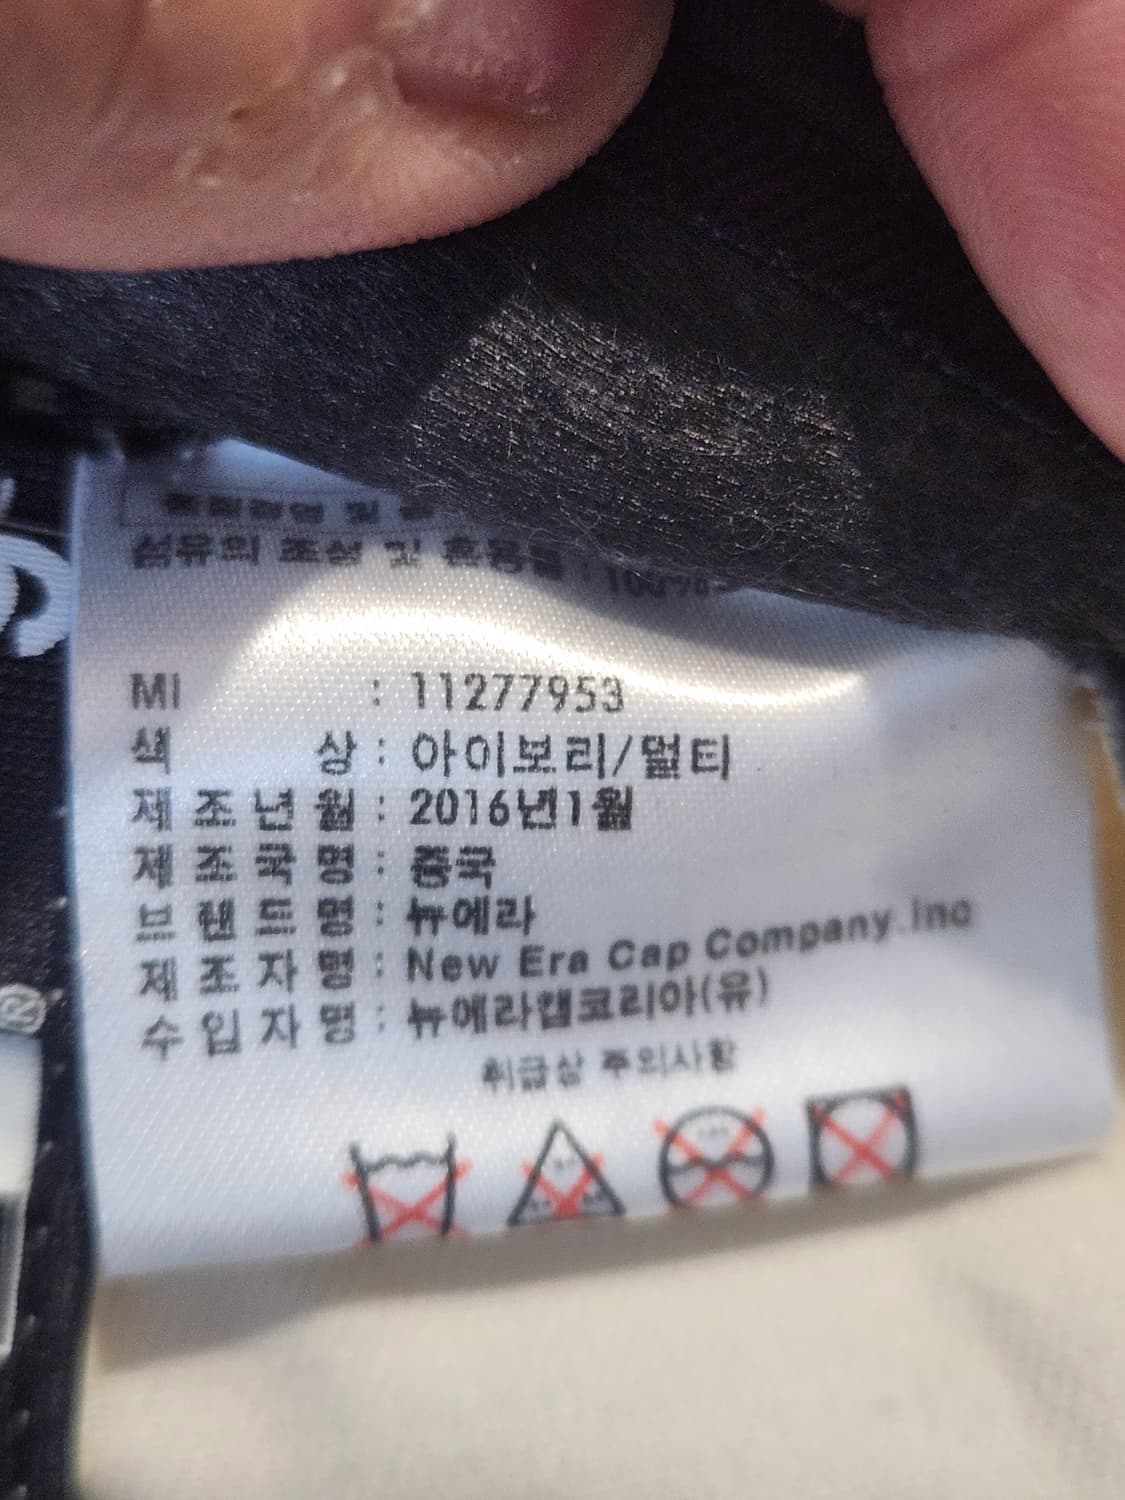 섬유의 조성 및 혼용률 : 100%
MI : 11277953
색 상 : 아이보리/멀티
제 조 년 월 : 2016년1월
제 조 국 명 : 중국
브 랜 드 명 : 뉴에라
제 조 자 명 : New Era Cap Company.inc
수 입 자 명 : 뉴에라캡코리아(유)
취급상 주의사항
®